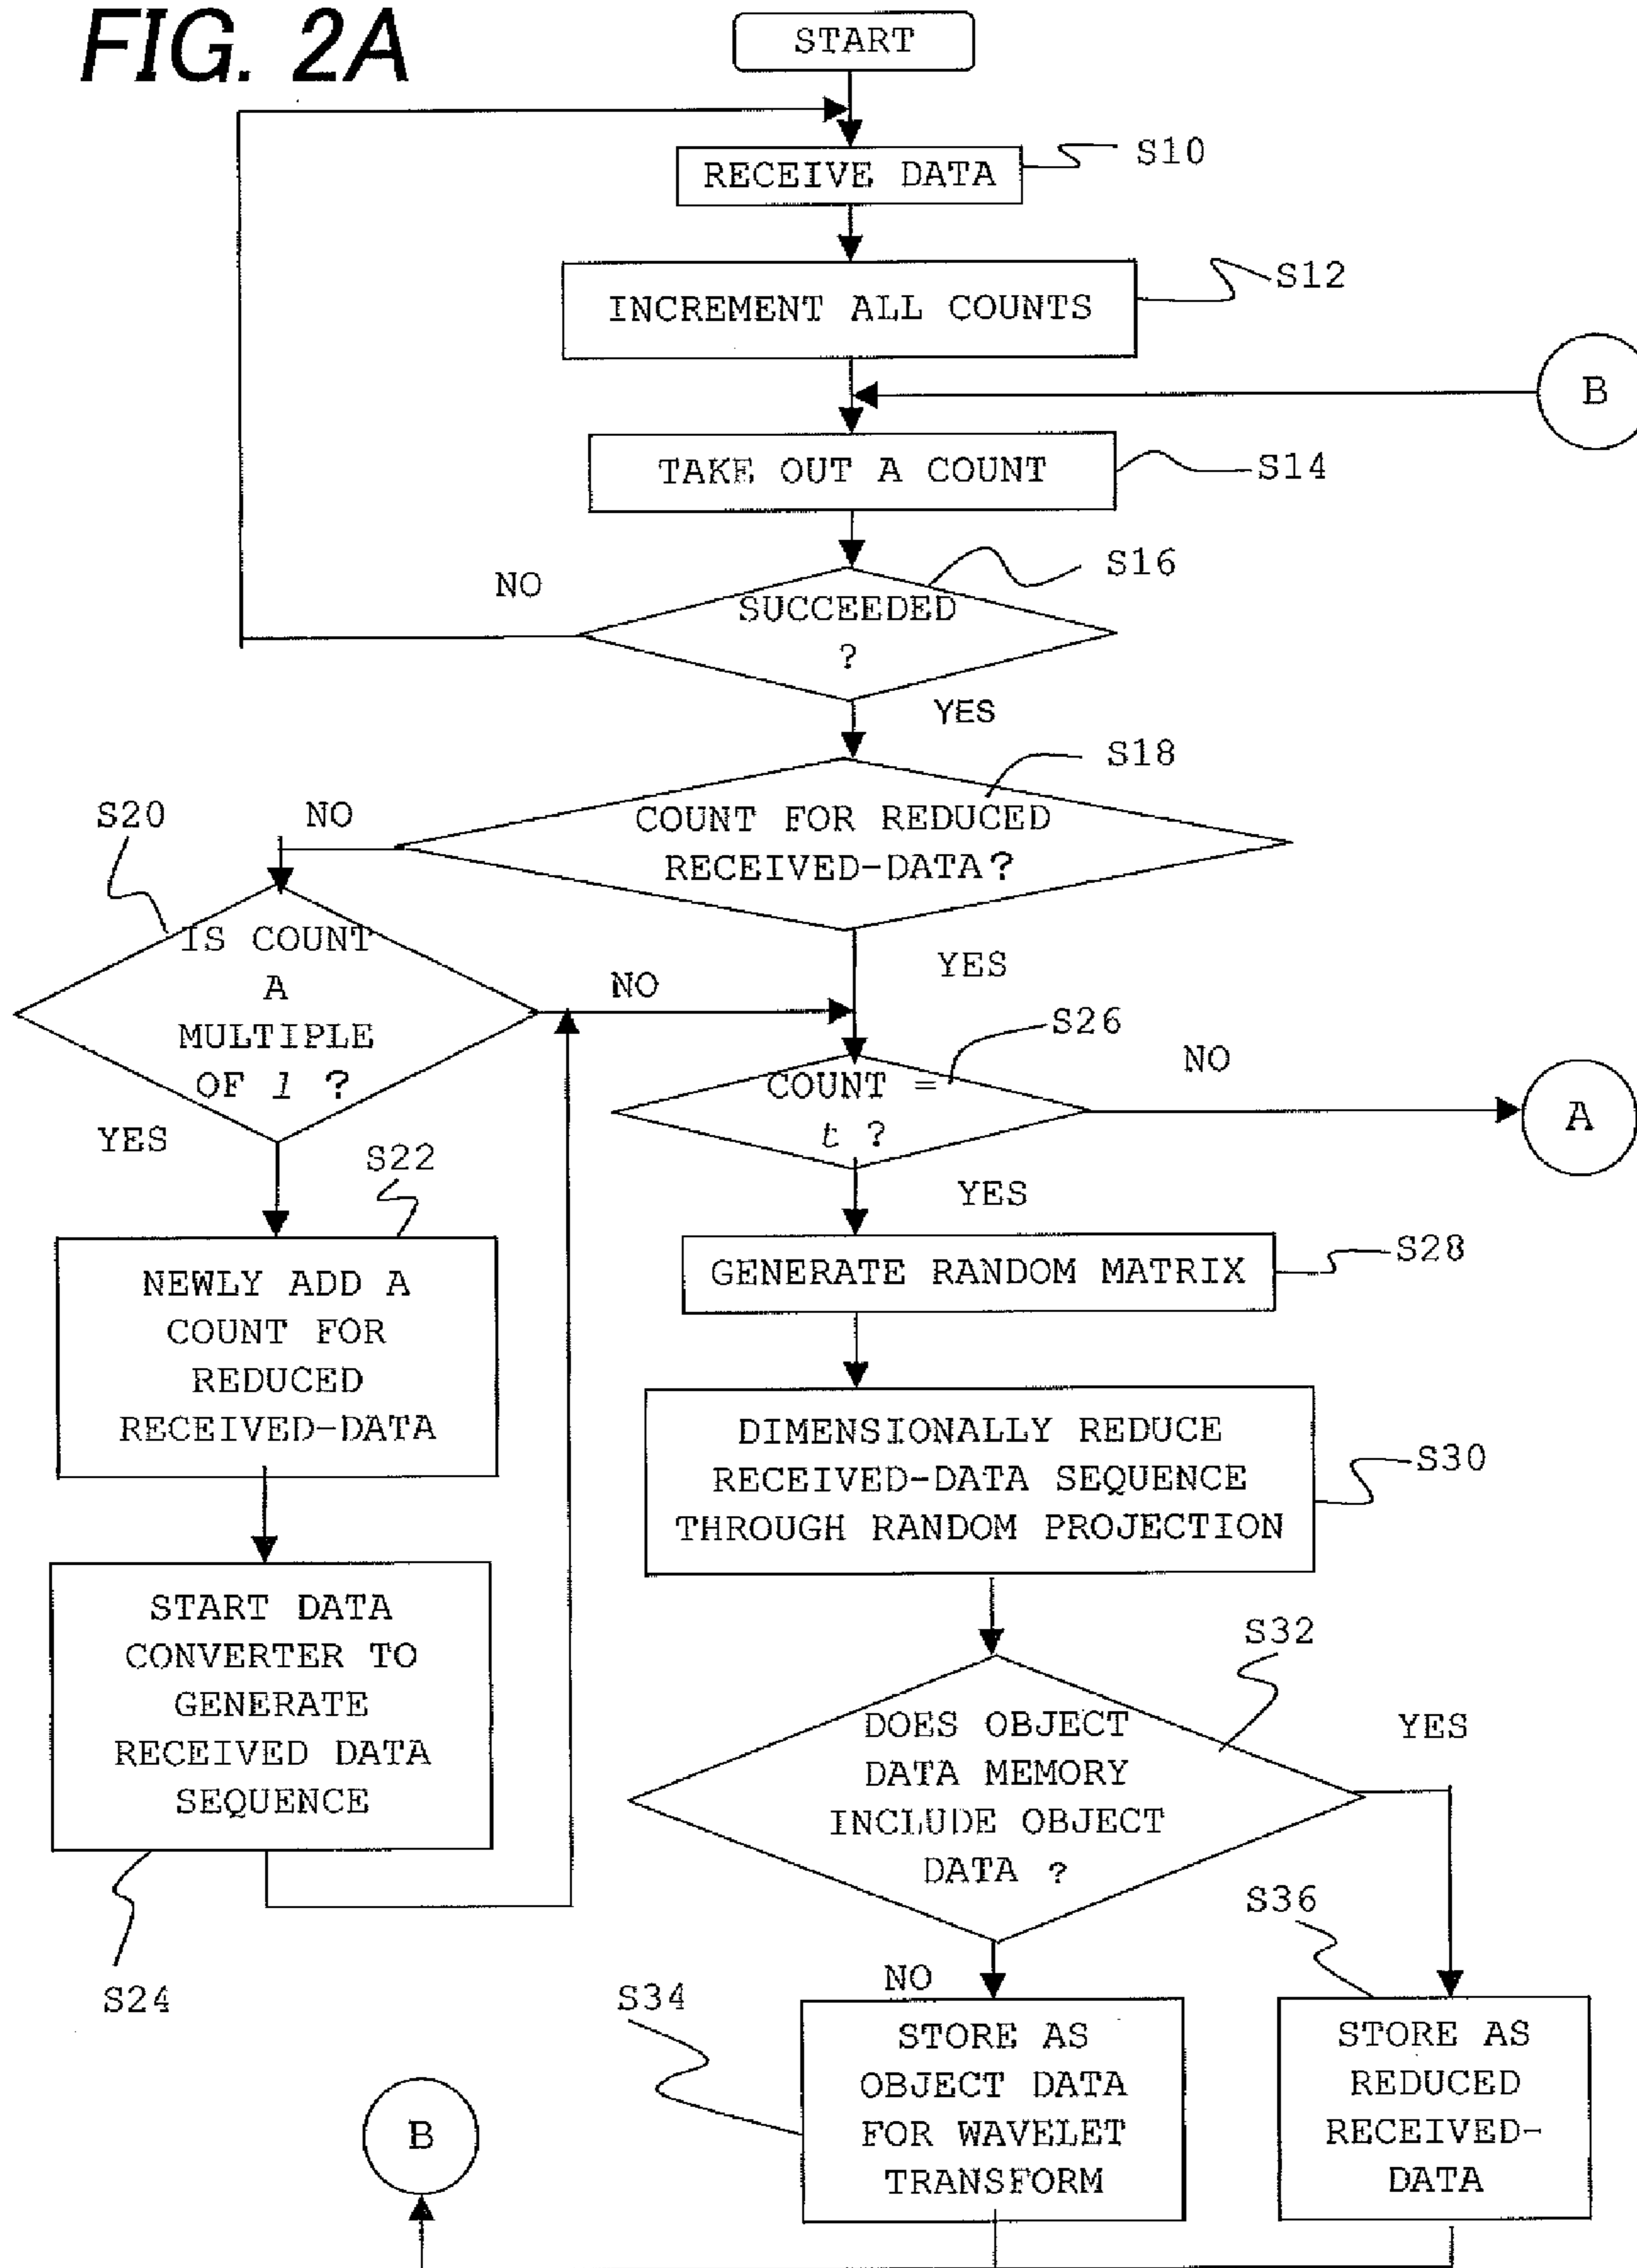 FIG. 2A
START
RECEIVE DATA
S10
INCREMENT ALL COUNTS
S12
B
TAKE OUT A COUNT
S14
SUCCEEDED
?
S16
NO
YES
COUNT FOR REDUCED
RECEIVED-DATA?
S18
NO
YES
S20
IS COUNT
A
MULTIPLE
OF l ?
NO
YES
S22
NEWLY ADD A
COUNT FOR
REDUCED
RECEIVED-DATA
START DATA
CONVERTER TO
GENERATE
RECEIVED DATA
SEQUENCE
S24
S26
COUNT =
t ?
NO
A
YES
GENERATE RANDOM MATRIX
S28
DIMENSIONALLY REDUCE
RECEIVED-DATA SEQUENCE
THROUGH RANDOM PROJECTION
S30
S32
DOES OBJECT
DATA MEMORY
INCLUDE OBJECT
DATA ?
YES
NO
S34
STORE AS
OBJECT DATA
FOR WAVELET
TRANSFORM
S36
STORE AS
REDUCED
RECEIVED-
DATA
B